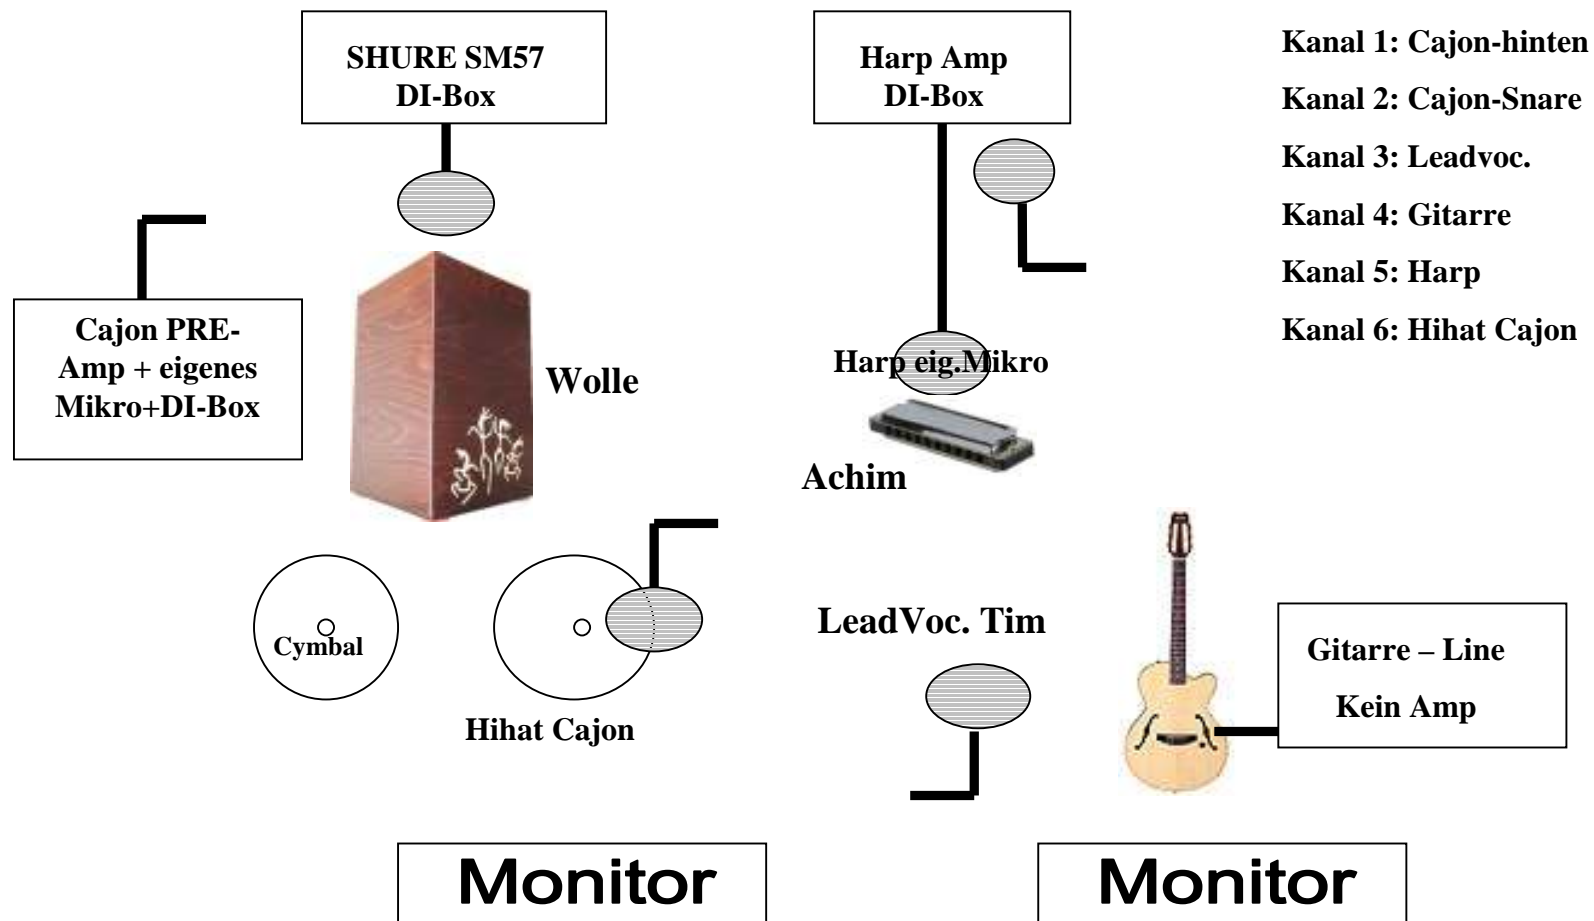 SHURE SM57
DI-Box
Harp Amp
DI-Box
Kanal 1: Cajon-hinten
Kanal 2: Cajon-Snare
Kanal 3: Leadvoc.
Kanal 4: Gitarre
Kanal 5: Harp
Kanal 6: Hihat Cajon
Cajon PRE-
Amp + eigenes
Mikro+DI-Box
Wolle
Harp eig.Mikro
Achim
Cymbal
Hihat Cajon
LeadVoc. Tim
Gitarre – Line
Kein Amp
Monitor
Monitor